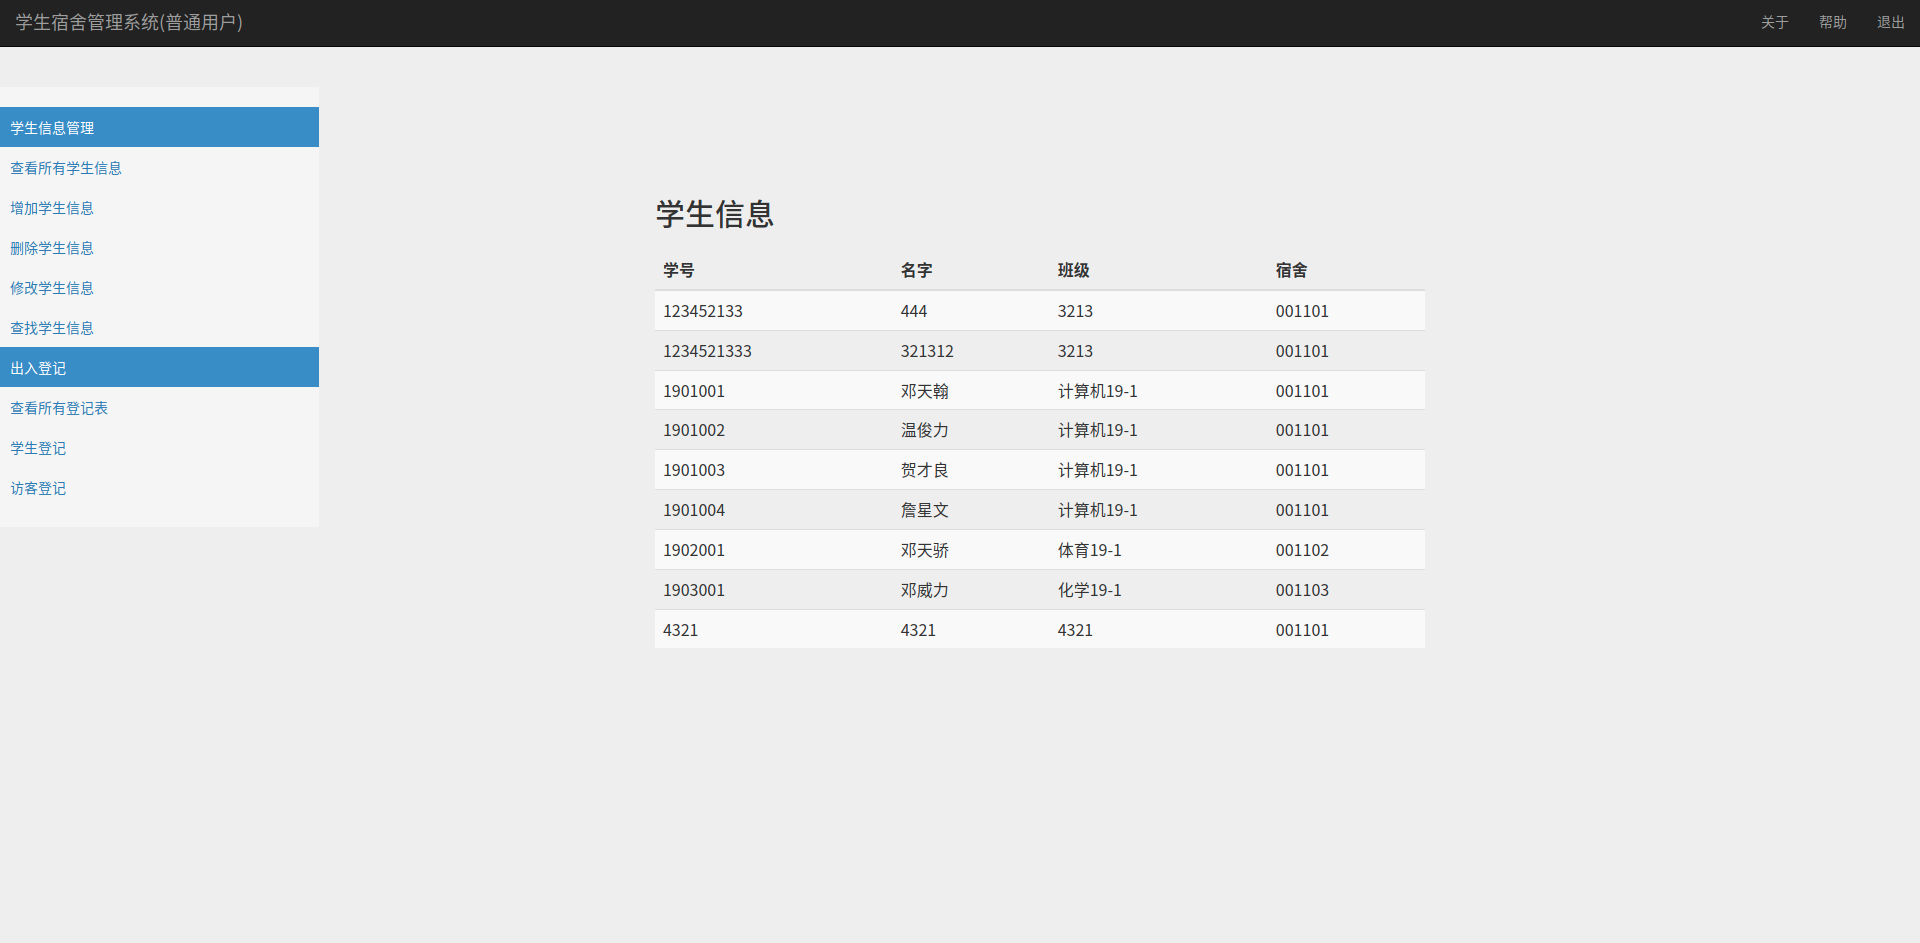 学生宿舍管理系统(普通用户) 关于 帮助 退出
学生信息管理
查看所有学生信息
增加学生信息
删除学生信息
修改学生信息
查找学生信息
出入登记
查看所有登记表
学生登记
访客登记
学生信息
学号 名字 班级 宿舍
123452133 444 3213 001101
1234521333 321312 3213 001101
1901001 邓天翰 计算机19-1 001101
1901002 温俊力 计算机19-1 001101
1901003 贺才良 计算机19-1 001101
1901004 詹星文 计算机19-1 001101
1902001 邓天骄 体育19-1 001102
1903001 邓威力 化学19-1 001103
4321 4321 4321 001101